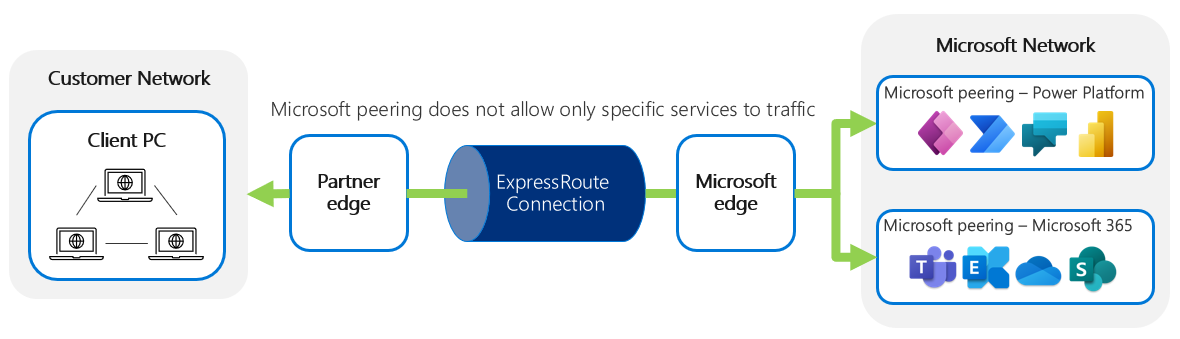 Microsoft Network
Customer Network
Microsoft peering – Power Platform
Microsoft peering does not allow only specific services to traffic
Client PC
Partner
edge
ExpressRoute
Connection
Microsoft
edge
Microsoft peering – Microsoft 365
T
E
S